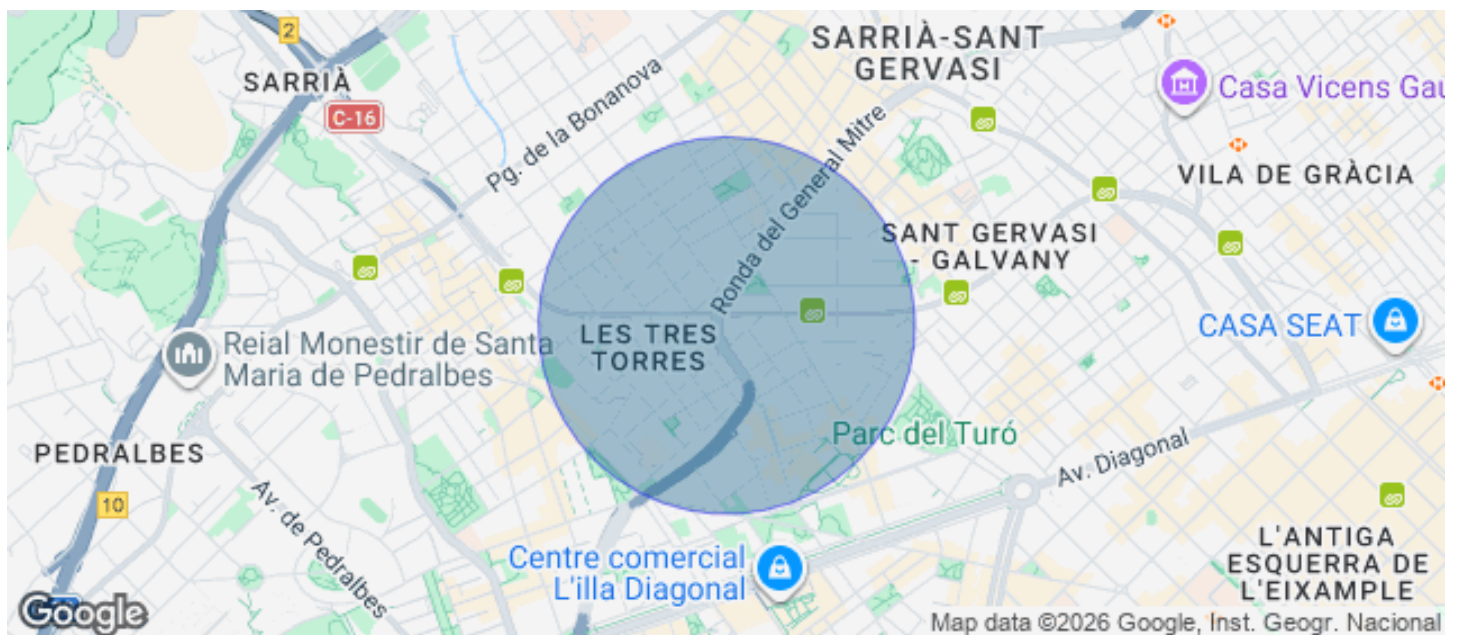 SARRIÀ-SANT
GERVASI
2
SARRIÀ
C-16
Pg. de la Bonanova
Casa Vicens Gau
Ronda del General Mitre
VILA DE GRÀCIA
SANT GERVASI
- GALVANY
LES TRES
TORRES
CASA SEAT
Reial Monestir de Santa
Maria de Pedralbes
Parc del Turó
PEDRALBES
Av. Diagonal
10
Av. de Pedralbes
Centre comercial
L'illa Diagonal
L'ANTIGA
ESQUERRA DE
L'EIXAMPLE
Google
Map data ©2026 Google, Inst. Geogr. Nacional